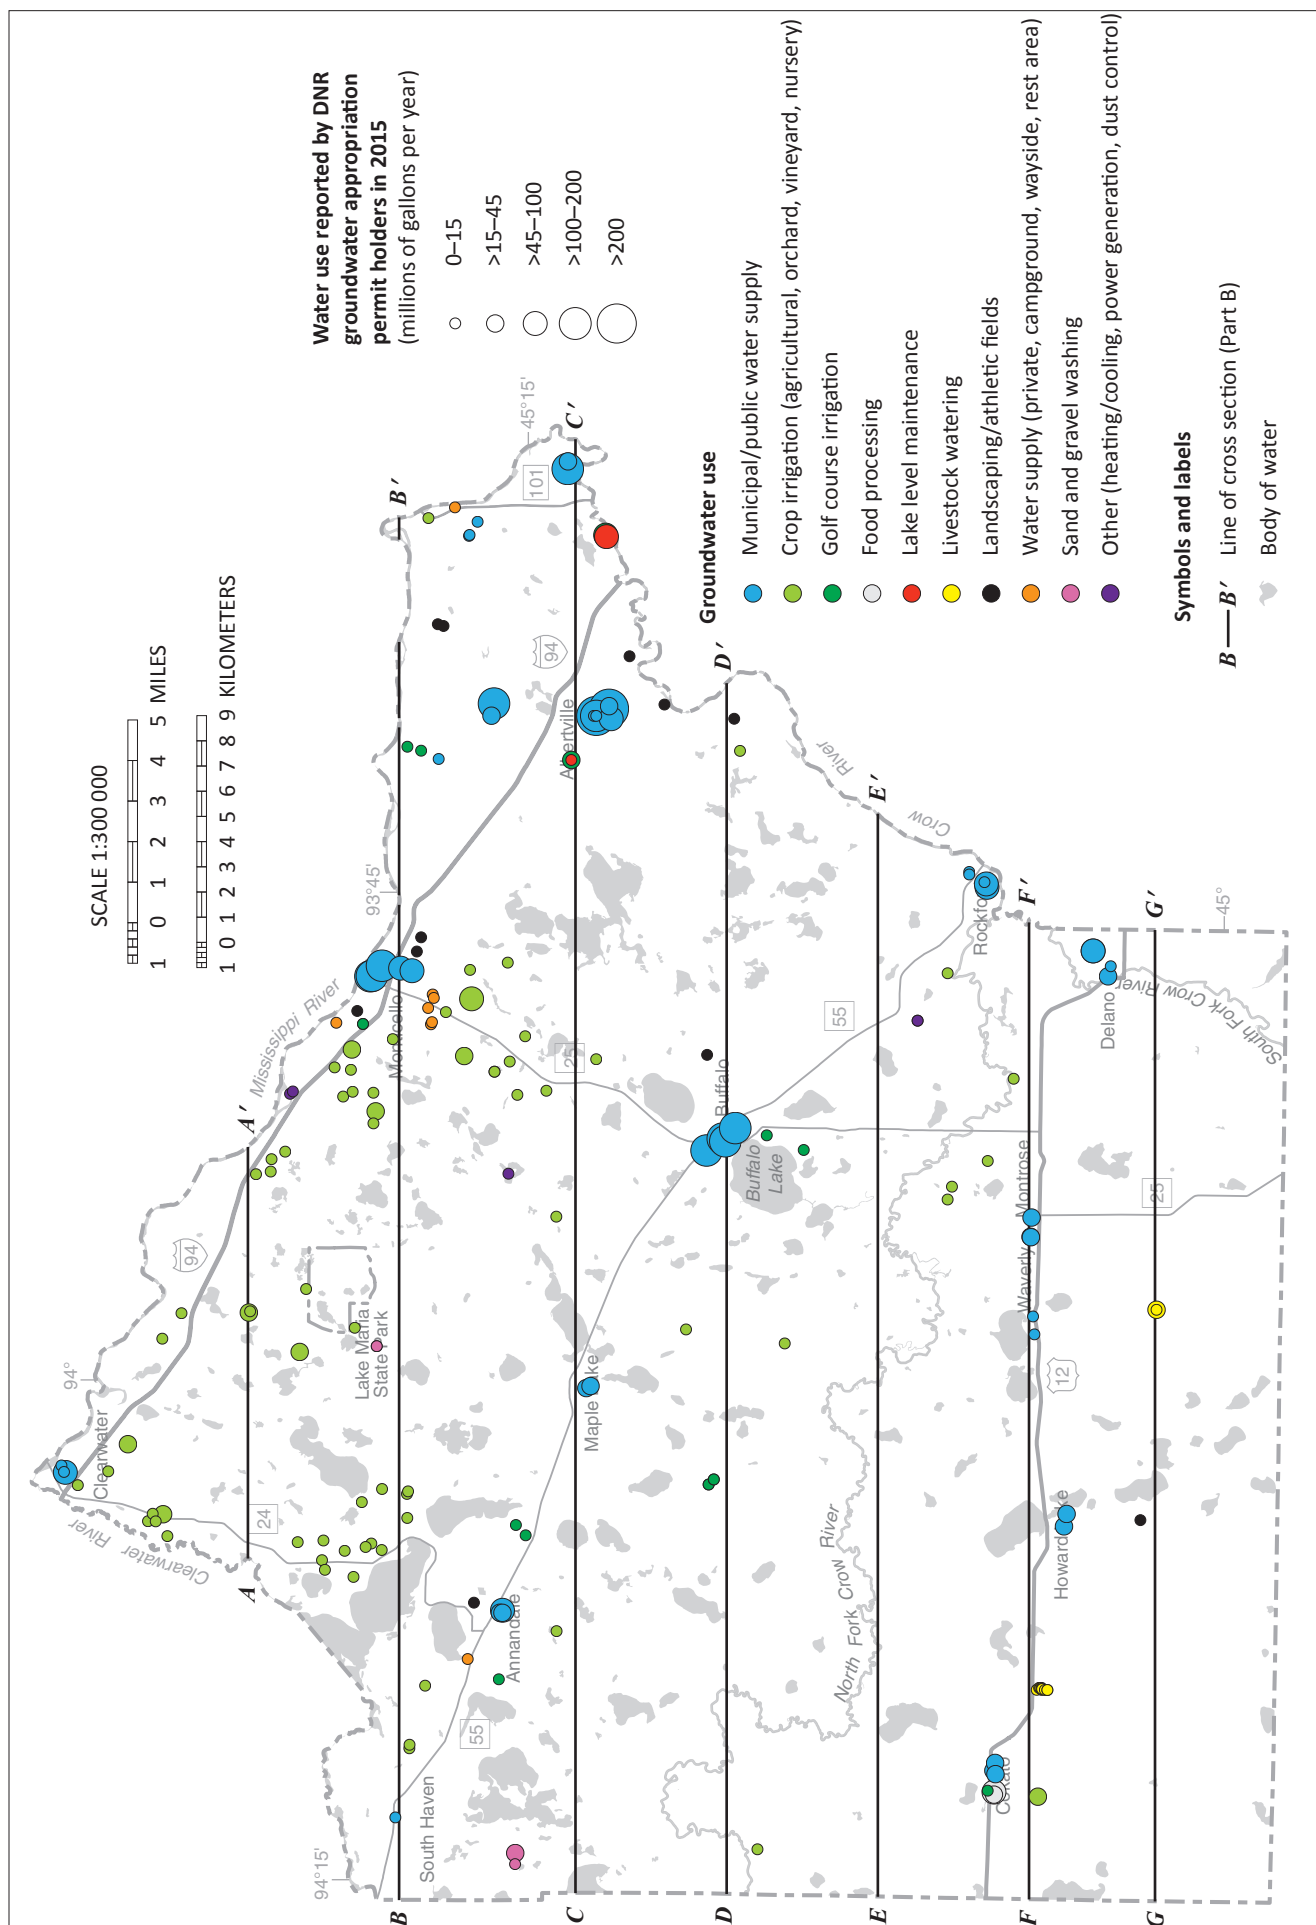 SCALE 1:300 000
1 0 1 2 3 4 5 MILES
1 0 1 2 3 4 5 6 7 8 9 KILOMETERS
Water use reported by DNR
groundwater appropriation
permit holders in 2015
(millions of gallons per year)
0–15
>15–45
>45–100
>100–200
>200
Groundwater use
Municipal/public water supply
Crop irrigation (agricultural, orchard, vineyard, nursery)
Golf course irrigation
Food processing
Lake level maintenance
Livestock watering
Landscaping/athletic fields
Water supply (private, campground, wayside, rest area)
Sand and gravel washing
Other (heating/cooling, power generation, dust control)
Symbols and labels
B — B′ Line of cross section (Part B)
Body of water
94°15'
94°
93°45'
45°15'
45°
Clearwater
Clearwater River
Mississippi River
94
24
A
A′
Lake Maria
State Park
Monticello
B
B′
South Haven
55
Annandale
101
94
Albertville
C
C′
Maple Lake
25
Buffalo
Buffalo
Lake
D
D′
Crow
River
North Fork Crow River
55
E
E′
Rockford
Cokato
F
F′
Howard Lake
12
Waverly
Montrose
Delano
South Fork Crow River
25
G
G′